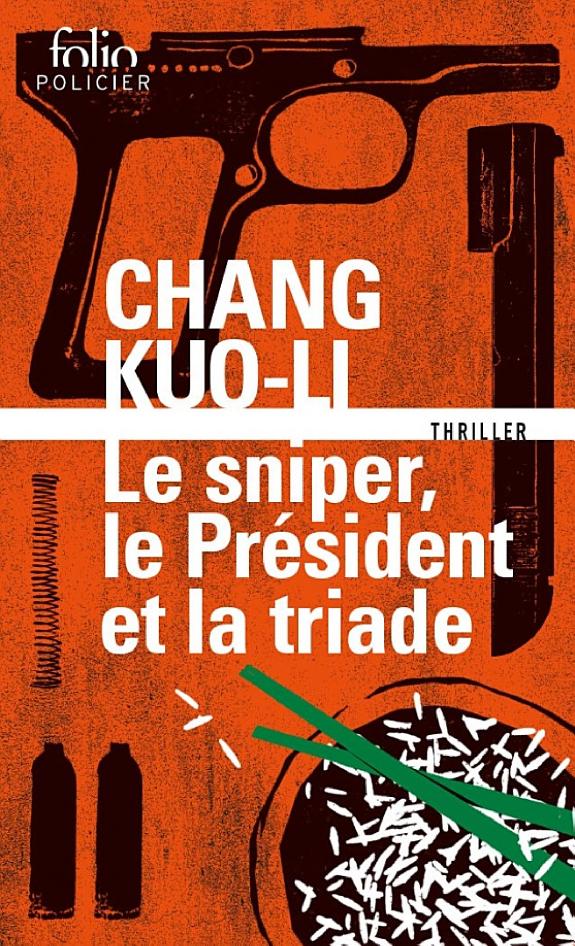 folio
POLICIER
CHANG
KUO-LI
THRILLER
Le sniper,
le Président
et la triade